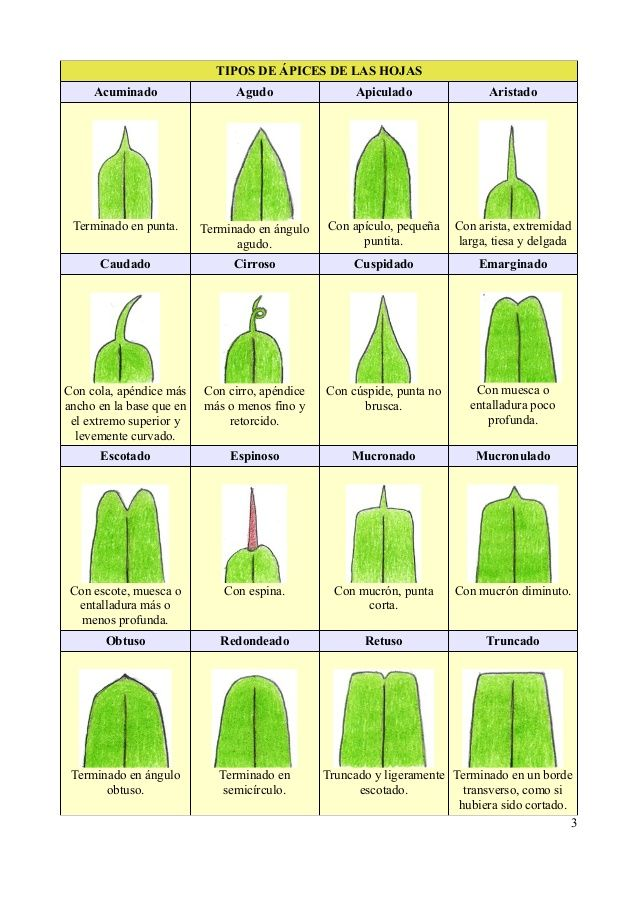 TIPOS DE ÁPICES DE LAS HOJAS
Acuminado Agudo Apiculado Aristado
Terminado en punta.
Terminado en ángulo
agudo.
Con apículo, pequeña
puntita.
Con arista, extremidad
larga, tiesa y delgada
Caudado Cirroso Cuspidado Emarginado
Con cola, apéndice más
ancho en la base que en
el extremo superior y
levemente curvado.
Con cirro, apéndice
más o menos fino y
retorcido.
Con cúspide, punta no
brusca.
Con muesca o
entalladura poco
profunda.
Escotado Espinoso Mucronado Mucronulado
Con escote, muesca o
entalladura más o
menos profunda.
Con espina.
Con mucrón, punta
corta.
Con mucrón diminuto.
Obtuso Redondeado Retuso Truncado
Terminado en ángulo
obtuso.
Terminado en
semicírculo.
Truncado y ligeramente
escotado.
Terminado en un borde
transverso, como si
hubiera sido cortado.
3